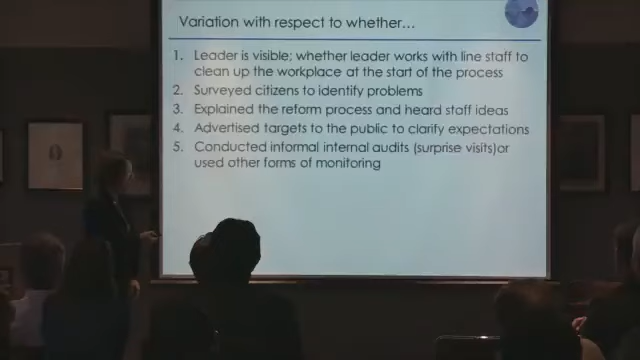 Variation with respect to whether…
1. Leader is visible; whether leader works with line staff to
clean up the workplace at the start of the process
2. Surveyed citizens to identify problems
3. Explained the reform process and heard staff ideas
4. Advertised targets to the public to clarify expectations
5. Conducted informal internal audits (surprise visits)or
used other forms of monitoring